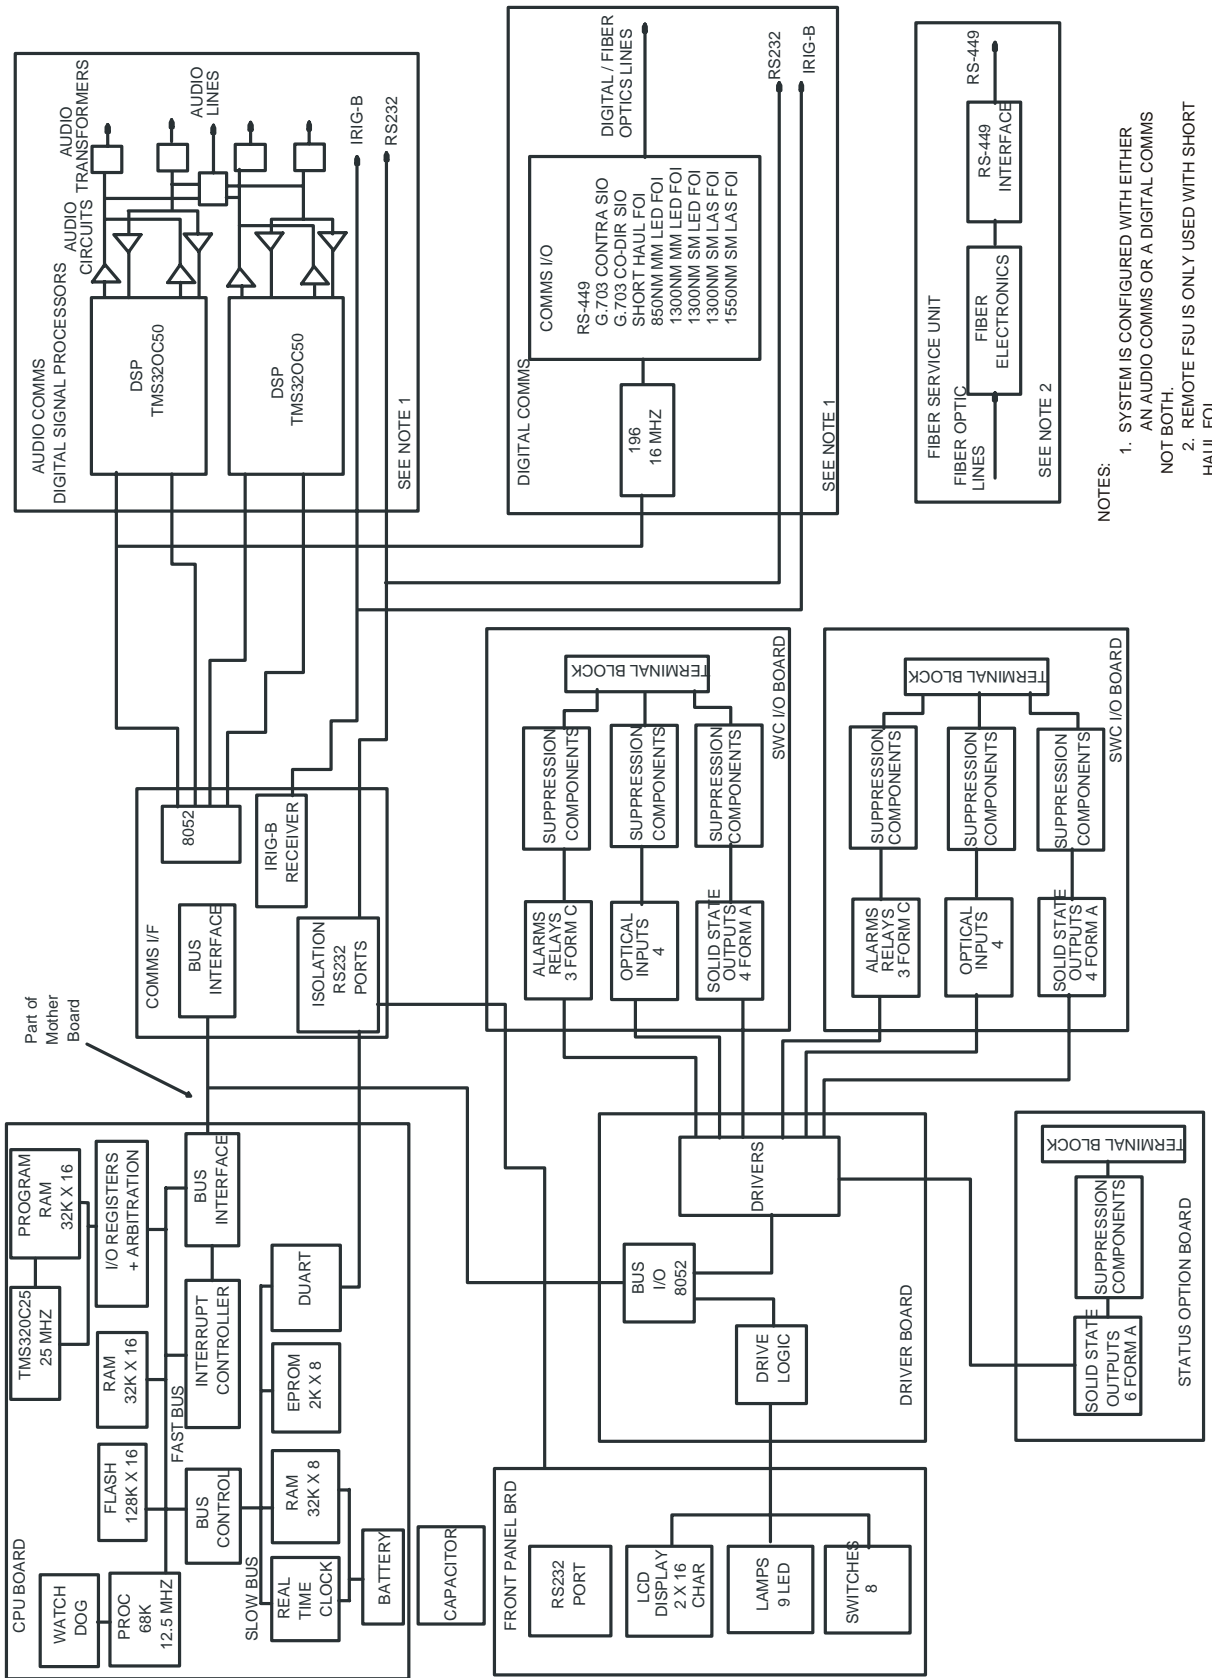 CPU BOARD
WATCH
DOG
PROC
68K
12.5 MHZ
FLASH
128K X 16
RAM
32K X 16
TMS320C25
25 MHZ
PROGRAM
RAM
32K X 16
I/O REGISTERS
+ ARBITRATION
FAST BUS
BUS
CONTROL
INTERRUPT
CONTROLLER
BUS
INTERFACE
SLOW BUS
REAL
TIME
CLOCK
RAM
32K X 8
EPROM
2K X 8
DUART
BATTERY
CAPACITOR
Part of
Mother
Board
COMMS I/F
BUS
INTERFACE
8052
IRIG-B
RECEIVER
ISOLATION
RS232
PORTS
AUDIO COMMS
DIGITAL SIGNAL PROCESSORS
DSP
TMS32OC50
DSP
TMS32OC50
AUDIO
CIRCUITS
AUDIO
TRANSFORMERS
AUDIO
LINES
IRIG-B
RS232
SEE NOTE 1
DIGITAL COMMS
196
16 MHZ
COMMS I/O
RS-449
G.703 CONTRA SIO
G.703 CO-DIR SIO
SHORT HAUL FOI
850NM MM LED FOI
1300NM MM LED FOI
1300NM SM LED FOI
1300NM SM LAS FOI
1550NM SM LAS FOI
DIGITAL / FIBER
OPTICS LINES
RS232
IRIG-B
SEE NOTE 1
FIBER SERVICE UNIT
FIBER OPTIC
LINES
FIBER
ELECTRONICS
RS-449
INTERFACE
RS-449
SEE NOTE 2
NOTES:
1. SYSTEM IS CONFIGURED WITH EITHER
AN AUDIO COMMS OR A DIGITAL COMMS
NOT BOTH.
2. REMOTE FSU IS ONLY USED WITH SHORT
HAUL FOI
FRONT PANEL BRD
RS232
PORT
LCD
DISPLAY
2 X 16
CHAR
LAMPS
9 LED
SWITCHES
8
DRIVER BOARD
BUS
I/O
8052
DRIVE
LOGIC
DRIVERS
ALARMS
RELAYS
3 FORM C
SUPPRESSION
COMPONENTS
OPTICAL
INPUTS
4
SUPPRESSION
COMPONENTS
SOLID STATE
OUTPUTS
4 FORM A
SUPPRESSION
COMPONENTS
TERMINAL BLOCK
SWC I/O BOARD
ALARMS
RELAYS
3 FORM C
SUPPRESSION
COMPONENTS
OPTICAL
INPUTS
4
SUPPRESSION
COMPONENTS
SOLID STATE
OUTPUTS
4 FORM A
SUPPRESSION
COMPONENTS
TERMINAL BLOCK
SWC I/O BOARD
SOLID STATE
OUTPUTS
6 FORM A
SUPPRESSION
COMPONENTS
TERMINAL BLOCK
STATUS OPTION BOARD